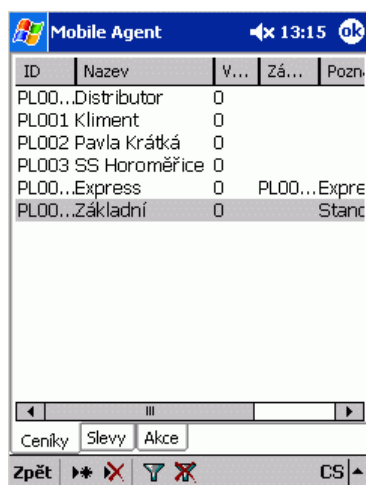 Mobile Agent 13:15 ok
ID Nazev V... Zá... Pozn
PL00...Distributor 0
PL001 Kliment 0
PL002 Pavla Krátká 0
PL003 SS Horoměřice 0
PL00...Express 0 PL00...Expre
PL00...Základní 0 Stanc
Ceníky Slevy Akce
Zpět CS